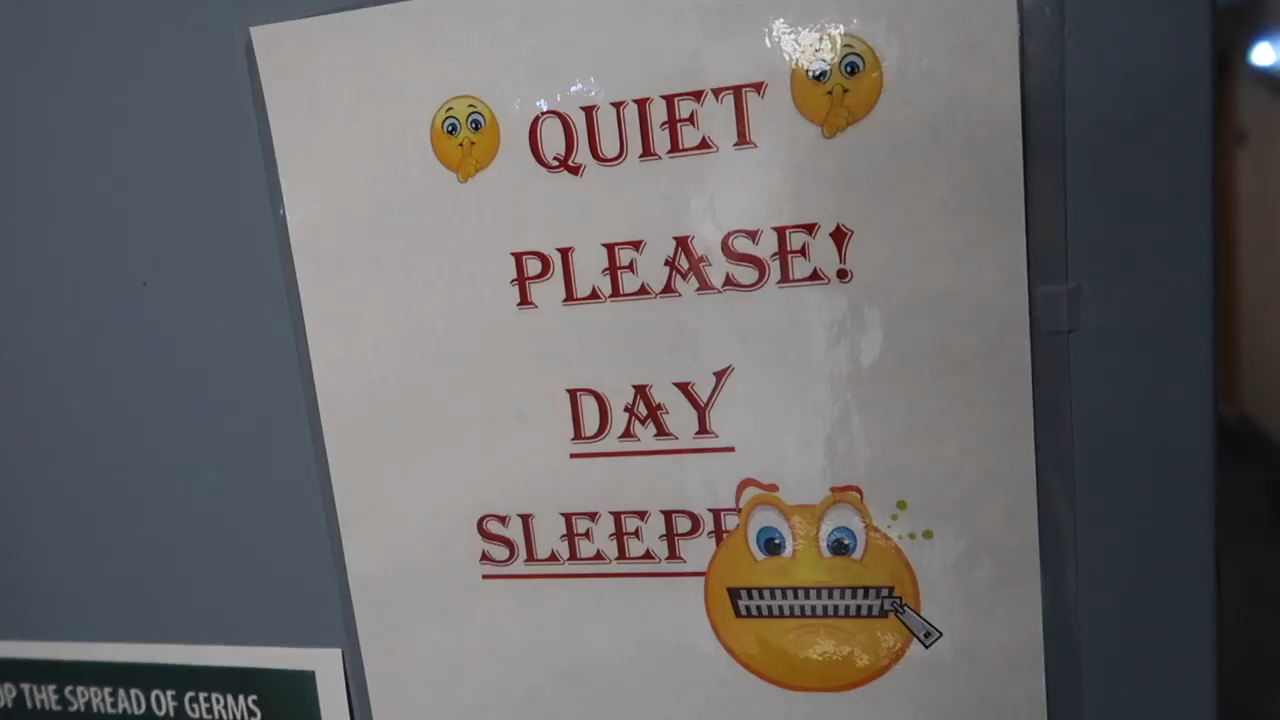 QUIET
PLEASE!
DAY
SLEEPE
OP THE SPREAD OF GERMS